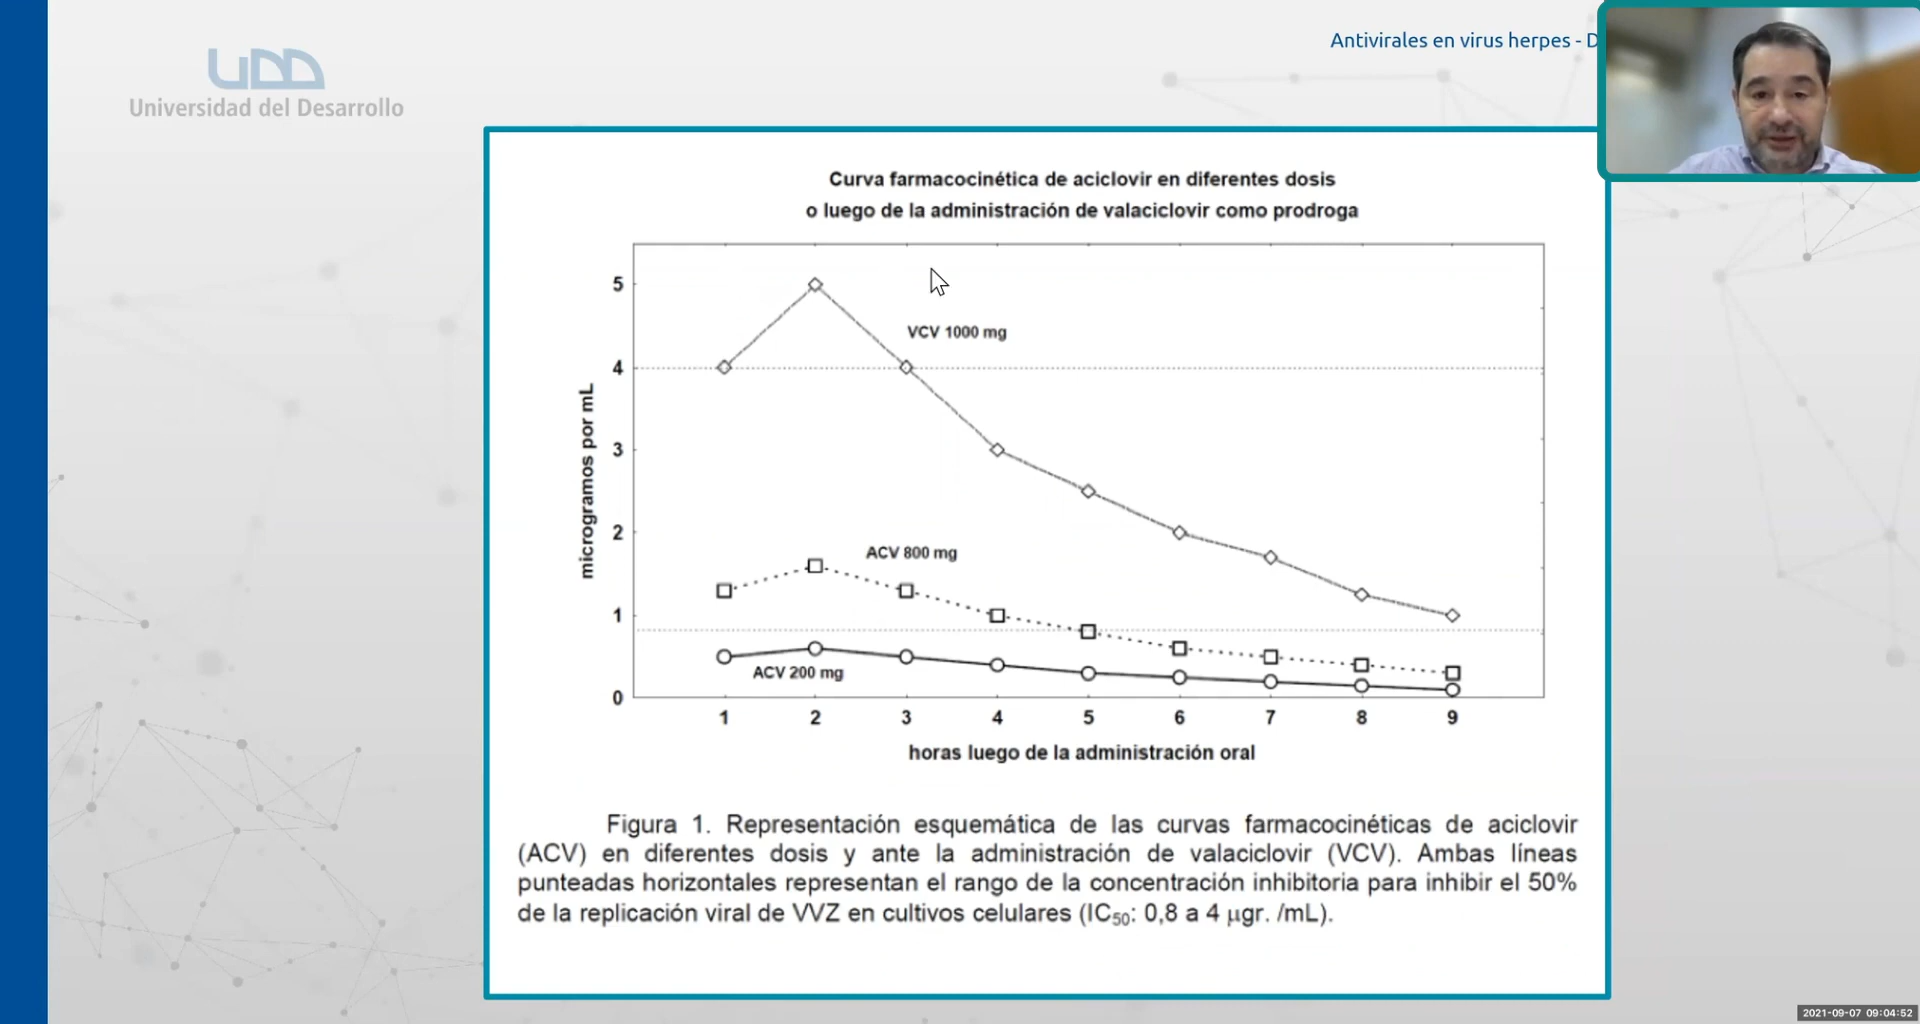 Antivirales en virus herpes - D
UDD
Universidad del Desarrollo
Curva farmacocinética de aciclovir en diferentes dosis
o luego de la administración de valaciclovir como prodroga
microgramos por mL
5
4
3
2
1
0
VCV 1000 mg
ACV 800 mg
ACV 200 mg
1 2 3 4 5 6 7 8 9
horas luego de la administración oral
Figura 1. Representación esquemática de las curvas farmacocinéticas de aciclovir
(ACV) en diferentes dosis y ante la administración de valaciclovir (VCV). Ambas líneas
punteadas horizontales representan el rango de la concentración inhibitoria para inhibir el 50%
de la replicación viral de VVZ en cultivos celulares (IC50: 0,8 a 4 µgr. /mL).
2021-09-07 09:04:52